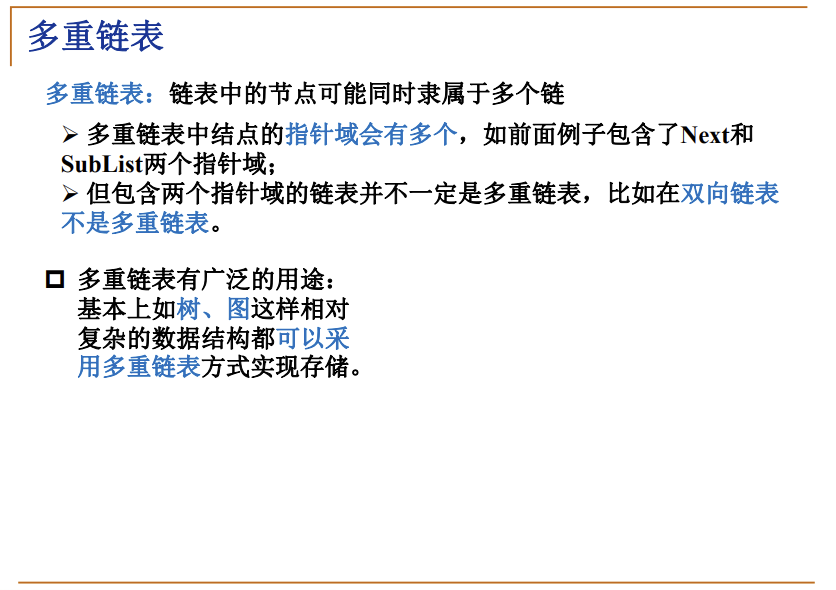 多重链表
多重链表：链表中的节点可能同时隶属于多个链
➢ 多重链表中结点的指针域会有多个，如前面例子包含了Next和
SubList两个指针域；
➢ 但包含两个指针域的链表并不一定是多重链表，比如在双向链表
不是多重链表。
多重链表有广泛的用途：
基本上如树、图这样相对
复杂的数据结构都可以采
用多重链表方式实现存储。